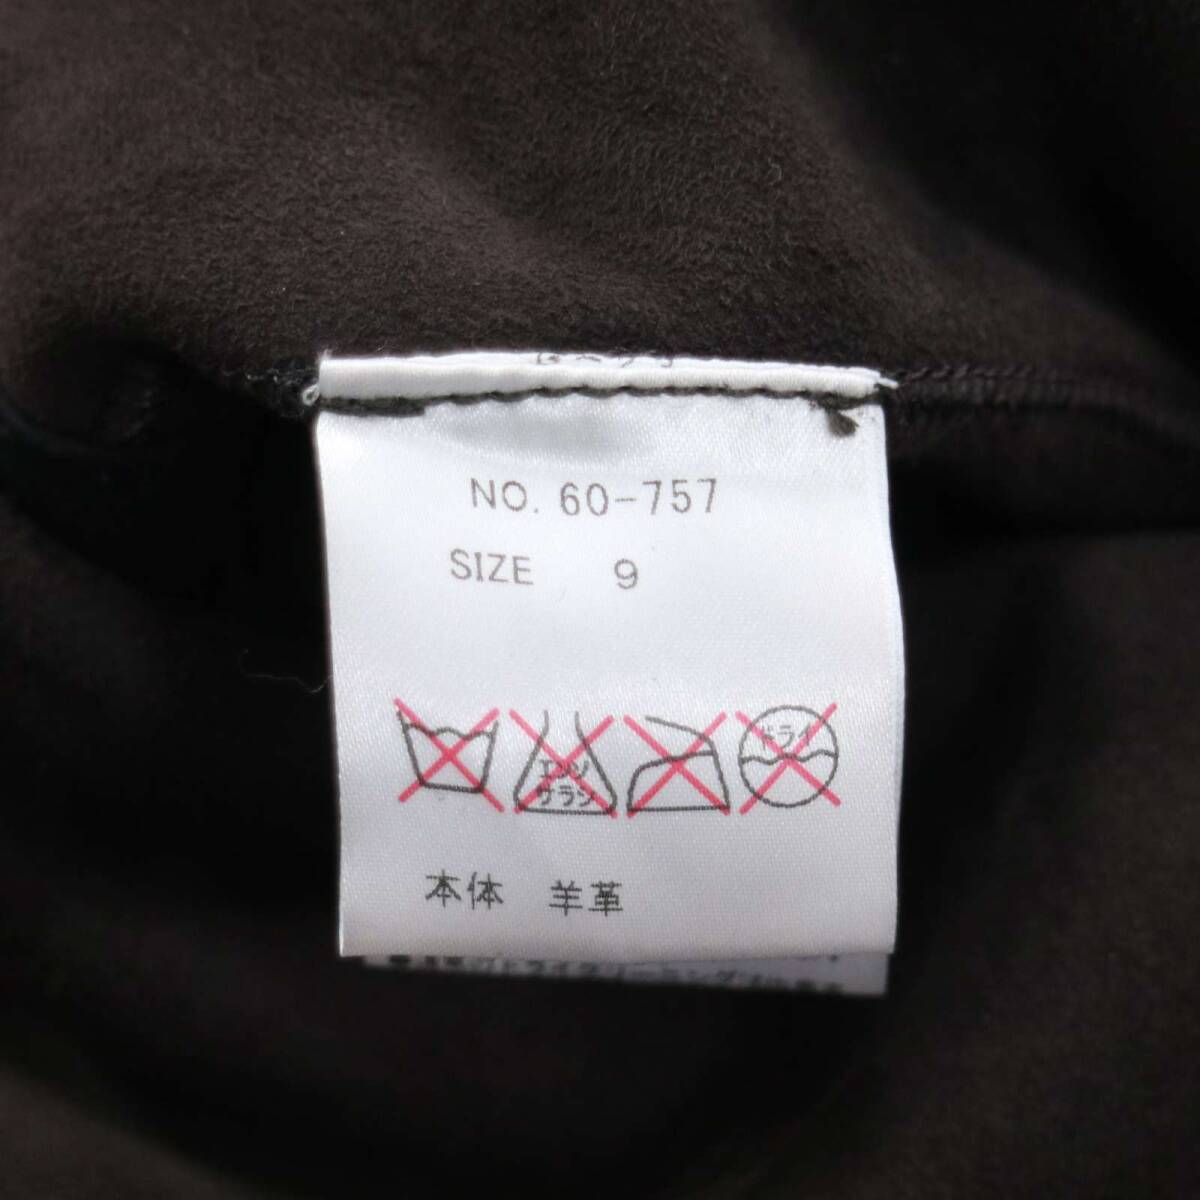 NO. 60-757
SIZE 9
エンソ
サラシ
ドライ
本体 羊革